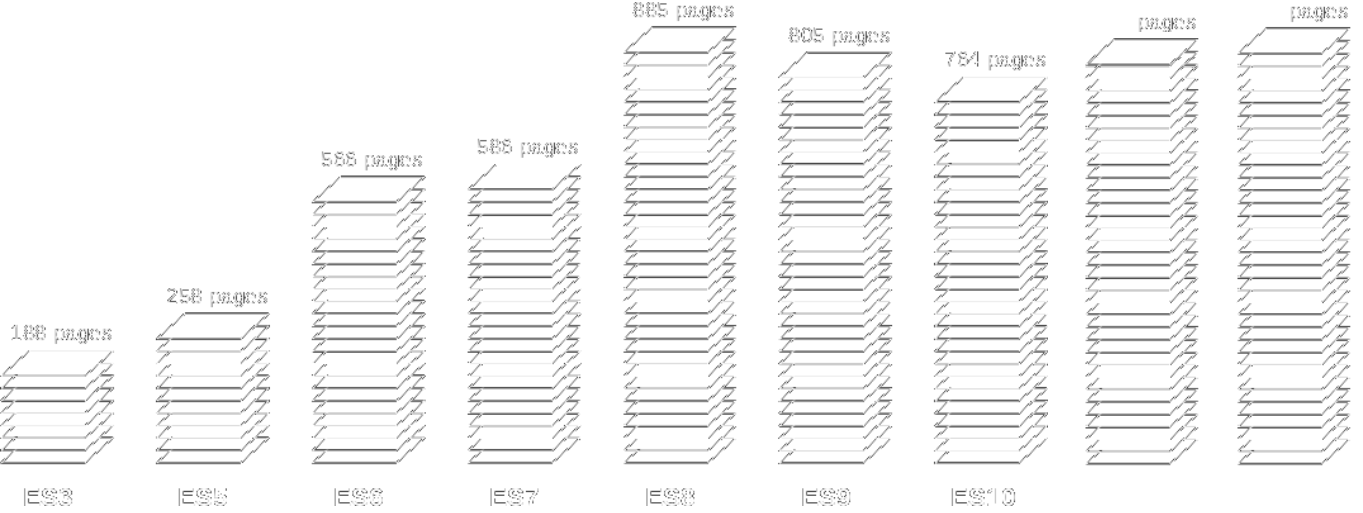 188 pages
258 pages
566 pages
586 pages
885 pages
805 pages
764 pages
pages
pages
ES3
ES5
ES6
ES7
ES8
ES9
ES10